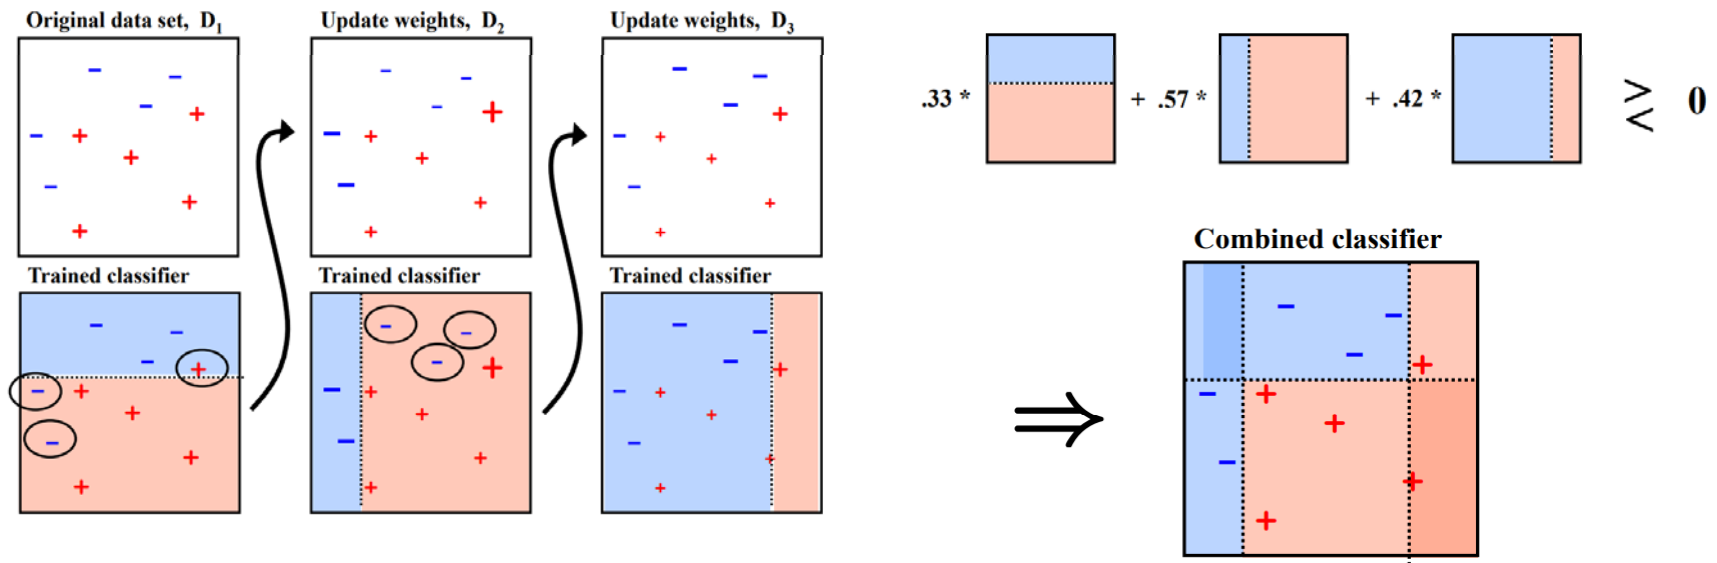 Original data set, D1
Update weights, D2
Update weights, D3
Trained classifier
Trained classifier
Trained classifier
.33 * + .57 * + .42 * ≷ 0
Combined classifier